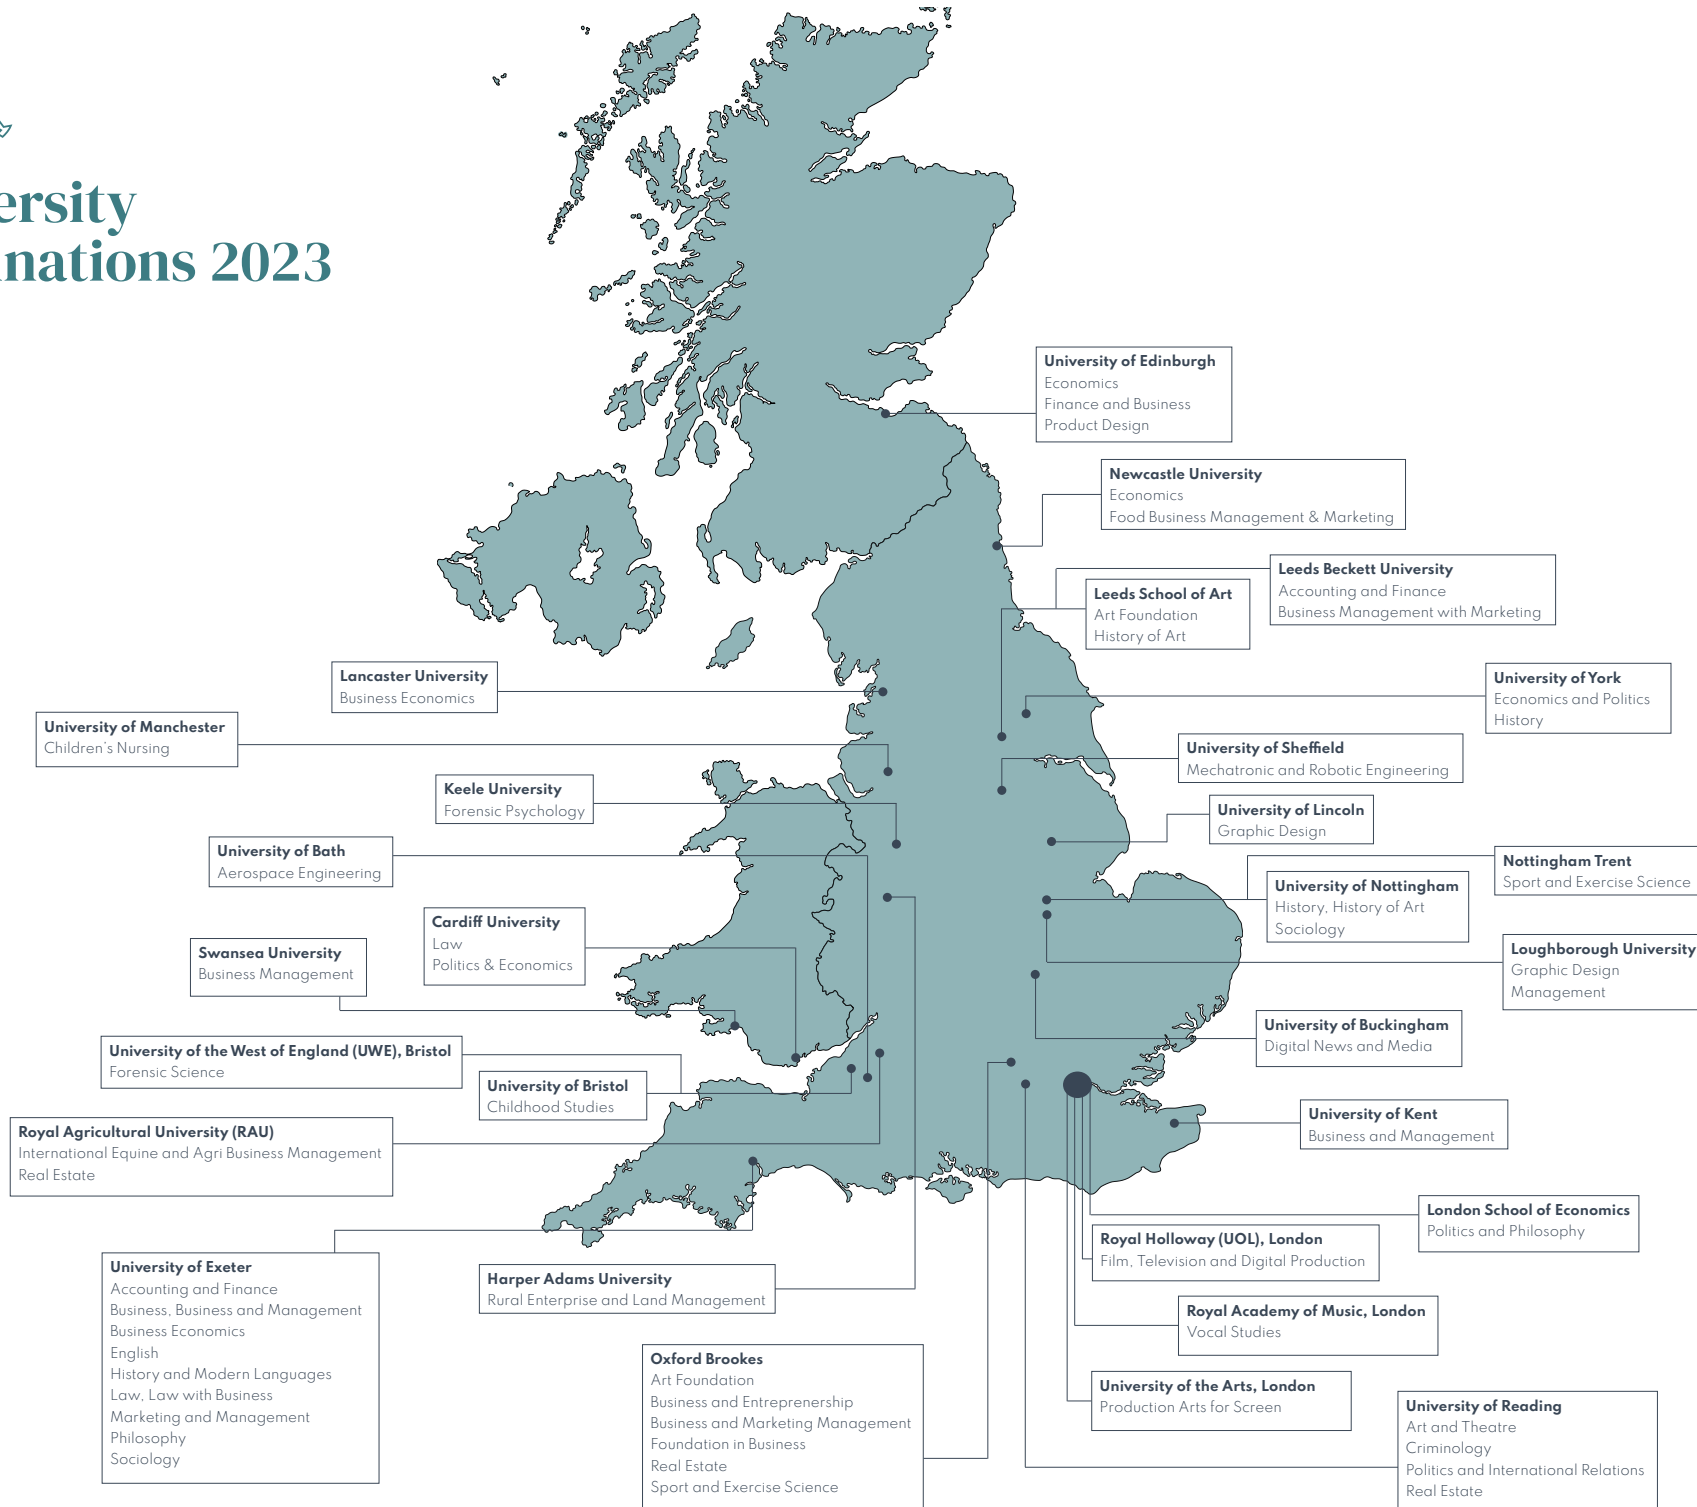 ersity
nations 2023
University of Edinburgh
Economics
Finance and Business
Product Design
Newcastle University
Economics
Food Business Management & Marketing
Leeds Beckett University
Accounting and Finance
Business Management with Marketing
Leeds School of Art
Art Foundation
History of Art
Lancaster University
Business Economics
University of York
Economics and Politics
History
University of Manchester
Children's Nursing
University of Sheffield
Mechatronic and Robotic Engineering
Keele University
Forensic Psychology
University of Lincoln
Graphic Design
University of Bath
Aerospace Engineering
Nottingham Trent
Sport and Exercise Science
University of Nottingham
History, History of Art
Sociology
Cardiff University
Law
Politics & Economics
Swansea University
Business Management
Loughborough University
Graphic Design
Management
University of Buckingham
Digital News and Media
University of the West of England (UWE), Bristol
Forensic Science
University of Bristol
Childhood Studies
Royal Agricultural University (RAU)
International Equine and Agri Business Management
Real Estate
University of Kent
Business and Management
London School of Economics
Politics and Philosophy
Royal Holloway (UOL), London
Film, Television and Digital Production
University of Exeter
Accounting and Finance
Business, Business and Management
Business Economics
English
History and Modern Languages
Law, Law with Business
Marketing and Management
Philosophy
Sociology
Harper Adams University
Rural Enterprise and Land Management
Royal Academy of Music, London
Vocal Studies
Oxford Brookes
Art Foundation
Business and Entreprenership
Business and Marketing Management
Foundation in Business
Real Estate
Sport and Exercise Science
University of the Arts, London
Production Arts for Screen
University of Reading
Art and Theatre
Criminology
Politics and International Relations
Real Estate